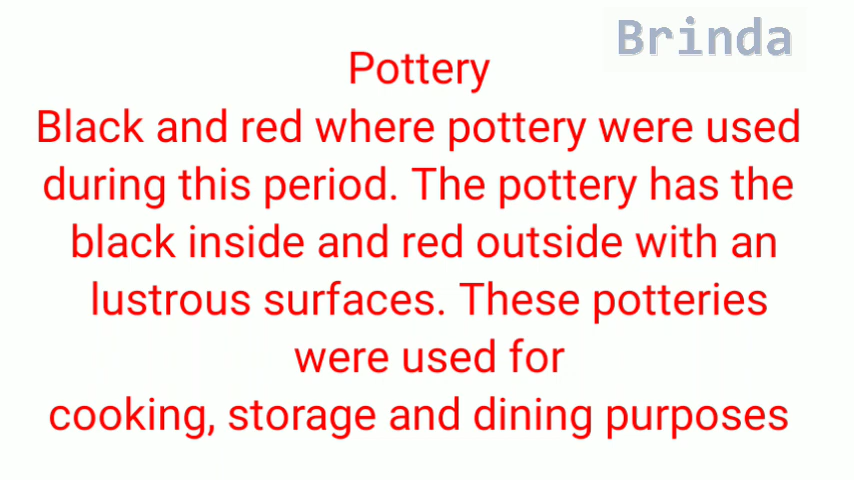 Brinda
Pottery
Black and red where pottery were used
during this period. The pottery has the
black inside and red outside with an
lustrous surfaces. These potteries
were used for
cooking, storage and dining purposes